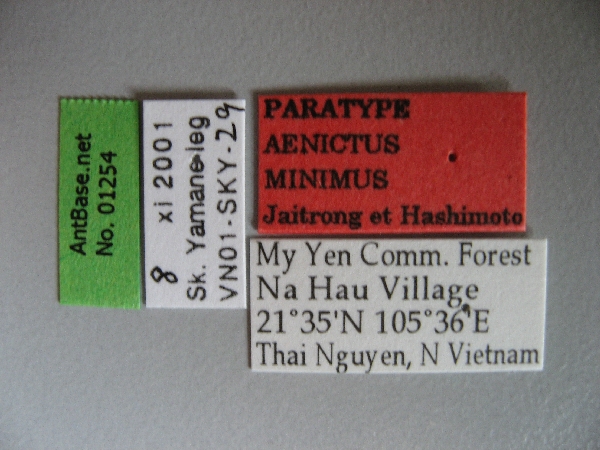 AntBase.net
No. 01254
8 xi 2001
Sk. Yamane leg
VN01-SKY-29
PARATYPE
AENICTUS
MINIMUS
Jaitrong et Hashimoto
My Yen Comm. Forest
Na Hau Village
21°35'N 105°36'E
Thai Nguyen, N Vietnam